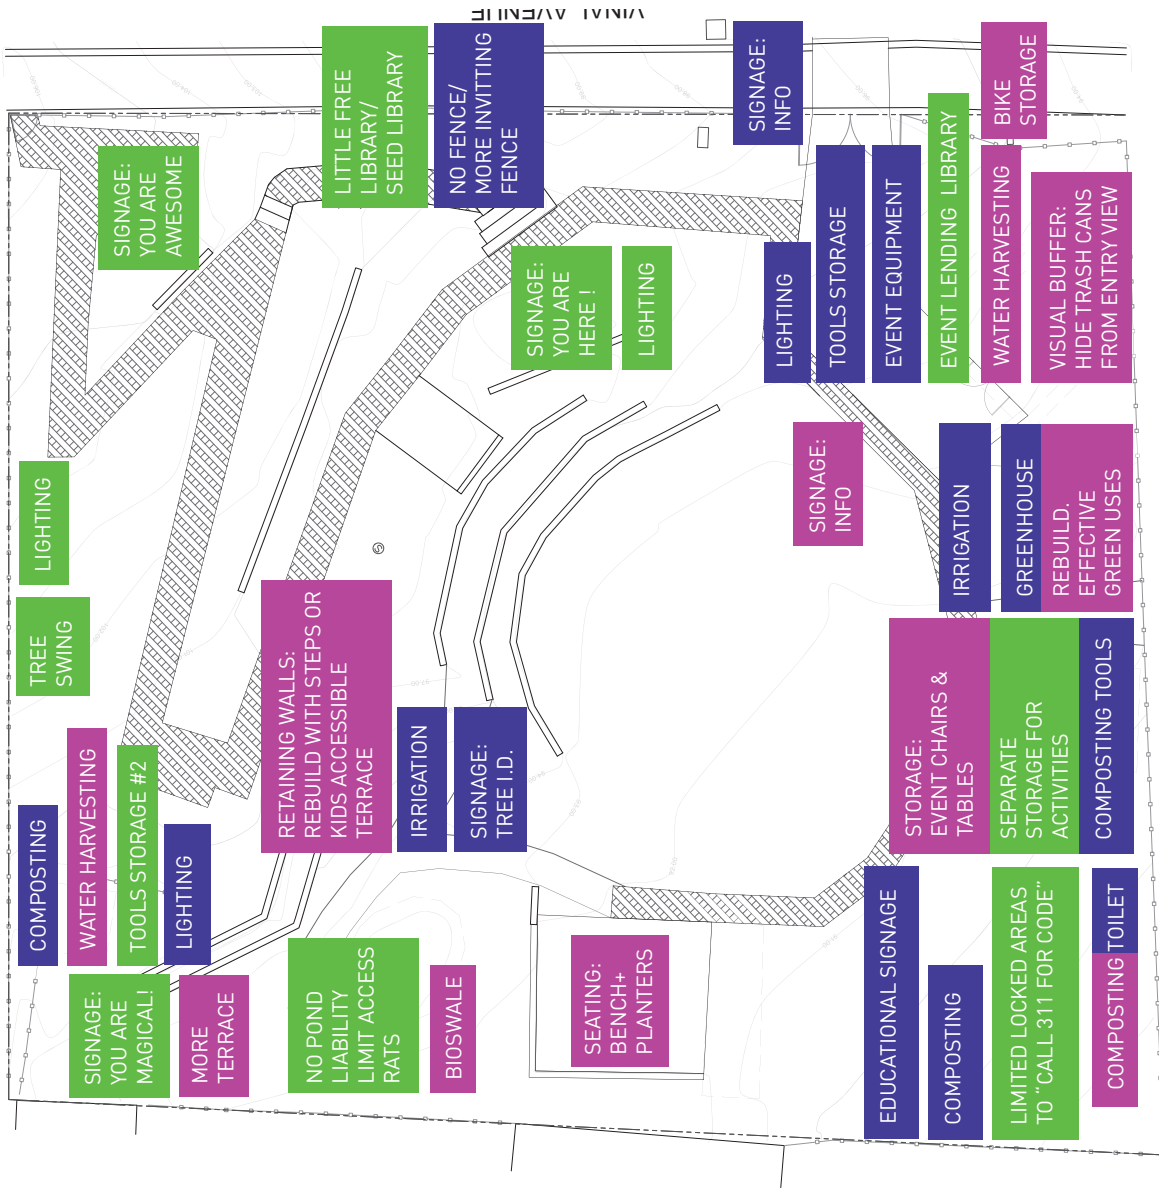 VINAL AVENUE
LITTLE FREE
LIBRARY/
SEED LIBRARY
NO FENCE/
MORE INVITTING
FENCE
SIGNAGE:
INFO
BIKE
STORAGE
SIGNAGE:
YOU ARE
AWESOME
SIGNAGE:
YOU ARE
HERE !
LIGHTING
LIGHTING
TOOLS STORAGE
EVENT EQUIPMENT
EVENT LENDING LIBRARY
WATER HARVESTING
VISUAL BUFFER:
HIDE TRASH CANS
FROM ENTRY VIEW
LIGHTING
TREE
SWING
SIGNAGE:
INFO
IRRIGATION
GREENHOUSE
REBUILD.
EFFECTIVE
GREEN USES
RETAINING WALLS:
REBUILD WITH STEPS OR
KIDS ACCESSIBLE
TERRACE
IRRIGATION
SIGNAGE:
TREE I.D.
STORAGE:
EVENT CHAIRS &
TABLES
SEPARATE
STORAGE FOR
ACTIVITIES
COMPOSTING TOOLS
COMPOSTING
WATER HARVESTING
TOOLS STORAGE #2
LIGHTING
SIGNAGE:
YOU ARE
MAGICAL!
MORE
TERRACE
NO POND
LIABILITY
LIMIT ACCESS
RATS
BIOSWALE
SEATING:
BENCH+
PLANTERS
EDUCATIONAL SIGNAGE
COMPOSTING
LIMITED LOCKED AREAS
TO "CALL 311 FOR CODE"
COMPOSTING TOILET
S